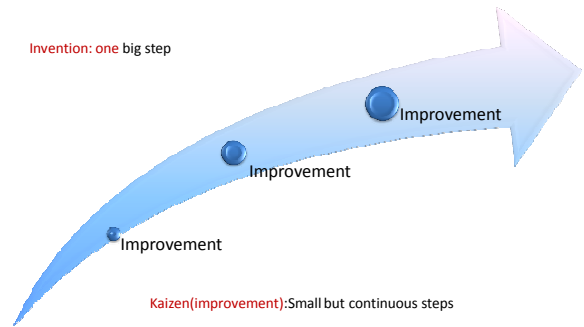 Invention: one big step
Improvement
Improvement
Improvement
Kaizen(improvement):Small but continuous steps